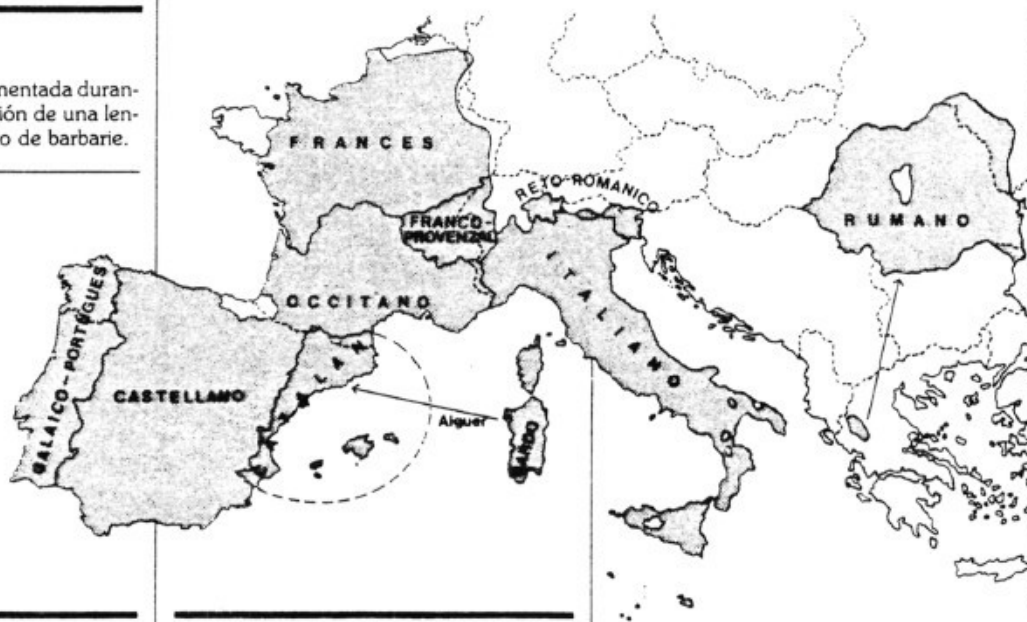 mentada duran-
ión de una len-
o de barbarie.
FRANCES
RETO ROMANICO
FRANCO-
PROVENZAL
RUMANO
OCCITANO
ITALIANO
GALAICO-PORTUGUES
CASTELLANO
CATALAN
Alguer
SARDO